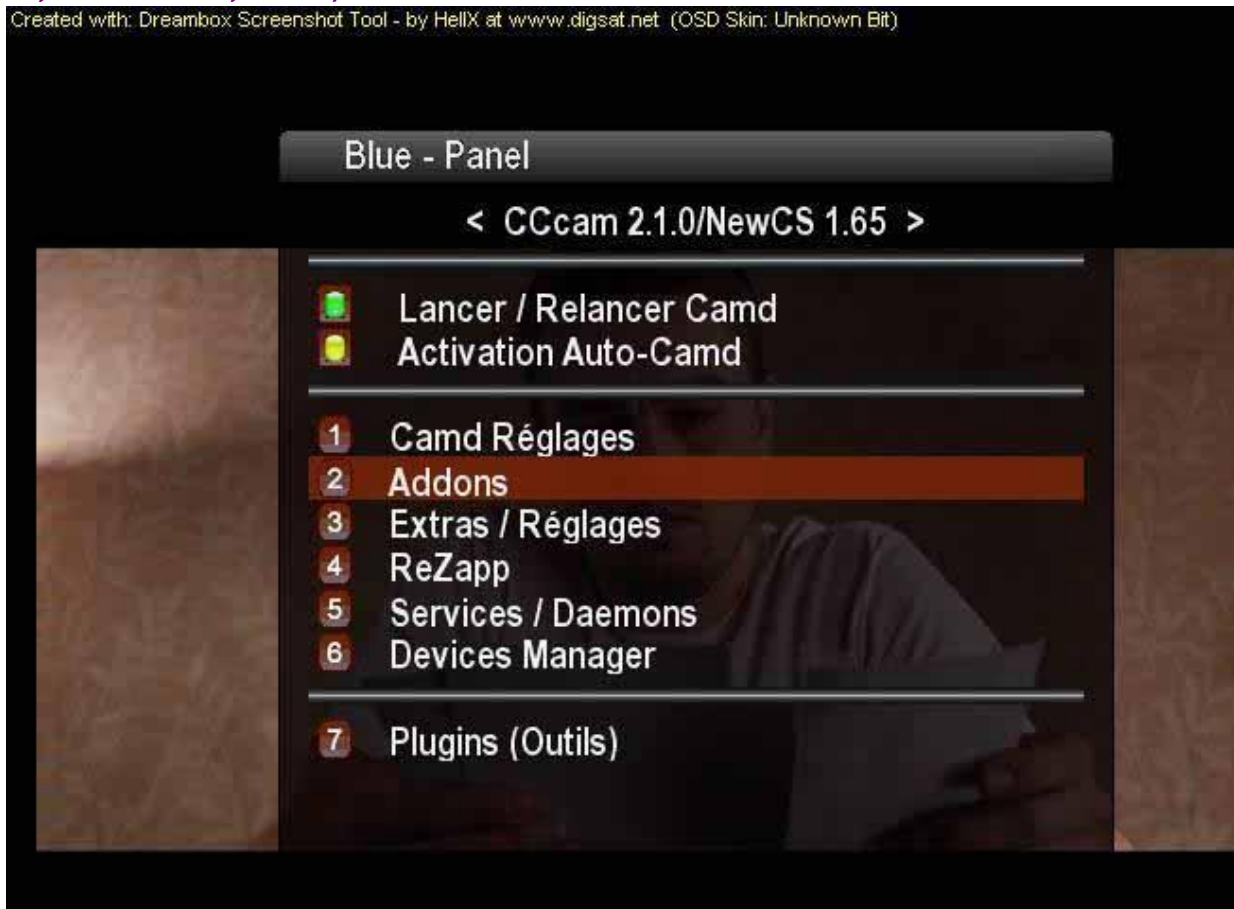 Created with: Dreambox Screenshot Tool - by HellX at www.digsat.net (OSD Skin: Unknown Bit)
Blue - Panel
< CCcam 2.1.0/NewCS 1.65 >
Lancer / Relancer Camd
Activation Auto-Camd
1 Camd Réglages
2 Addons
3 Extras / Réglages
4 ReZapp
5 Services / Daemons
6 Devices Manager
7 Plugins (Outils)